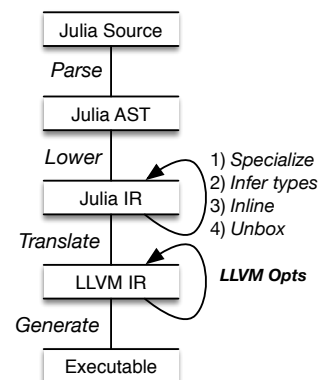 Julia Source
Parse
Julia AST
Lower
1) Specialize
2) Infer types
3) Inline
4) Unbox
Julia IR
Translate
LLVM IR
LLVM Opts
Generate
Executable